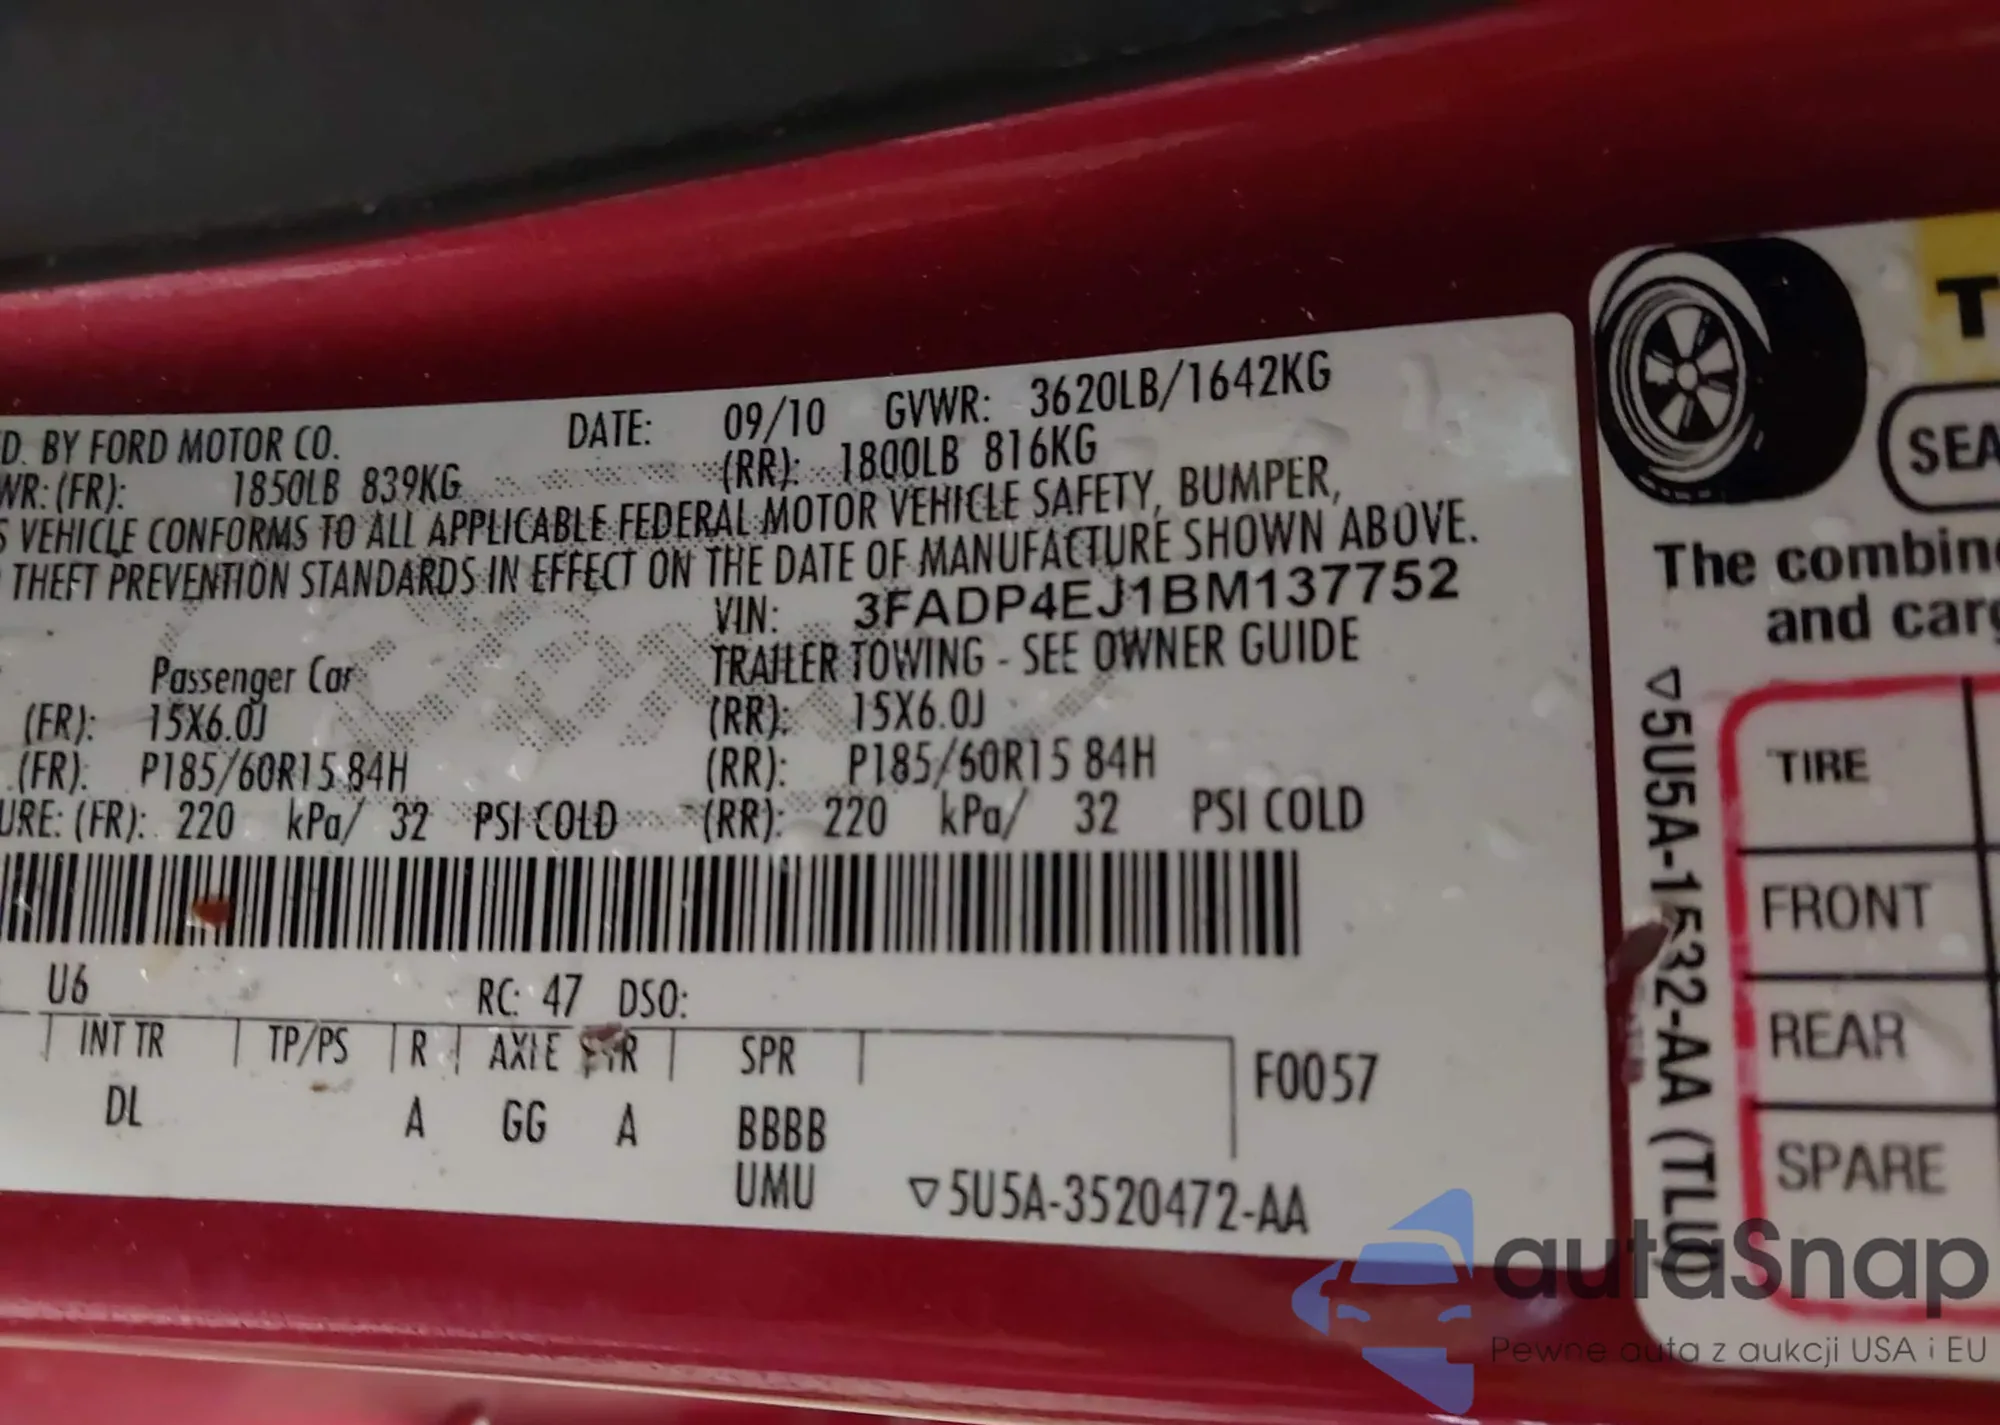 D. BY FORD MOTOR CO. DATE: 09/10 GVWR: 3620LB/1642KG
WR: (FR): 1850LB 839KG (RR): 1800LB 816KG
S VEHICLE CONFORMS TO ALL APPLICABLE FEDERAL MOTOR VEHICLE SAFETY, BUMPER,
THEFT PREVENTION STANDARDS IN EFFECT ON THE DATE OF MANUFACTURE SHOWN ABOVE.
VIN: 3FADP4EJ1BM137752
Passenger Car TRAILER TOWING - SEE OWNER GUIDE
(FR): 15X6.0J (RR): 15X6.0J
(FR): P185/60R15 84H (RR): P185/60R15 84H
URE: (FR): 220 kPa/ 32 PSI COLD (RR): 220 kPa/ 32 PSI COLD
U6 RC: 47 DSO:
INT TR TP/PS R AXLE R SPR F0057
DL A GG A BBBB
UMU ▽5U5A-3520472-AA
T
SEA
The combin
and carg
▽5U5A-1532-AA (TLU)
TIRE
FRONT
REAR
SPARE
autaSnap
Pewne auta z aukcji USA i EU